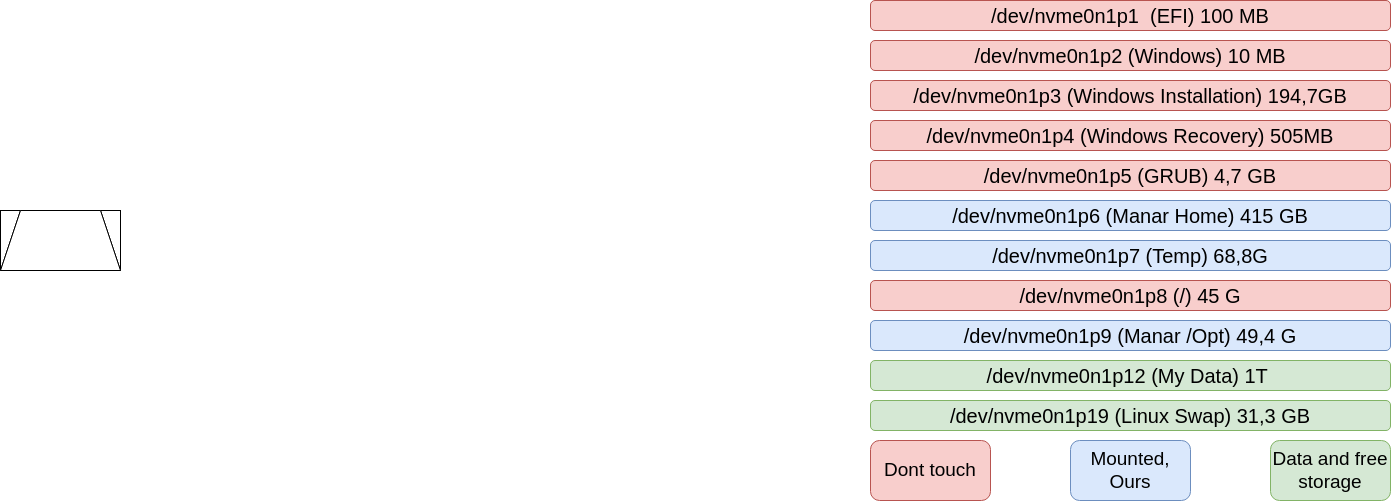 /dev/nvme0n1p1  (EFI) 100 MB
/dev/nvme0n1p2 (Windows) 10 MB
/dev/nvme0n1p3 (Windows Installation) 194,7GB
/dev/nvme0n1p4 (Windows Recovery) 505MB
/dev/nvme0n1p5 (GRUB) 4,7 GB
/dev/nvme0n1p6 (Manar Home) 415 GB
/dev/nvme0n1p7 (Temp) 68,8G
/dev/nvme0n1p8 (/) 45 G
/dev/nvme0n1p9 (Manar /Opt) 49,4 G
/dev/nvme0n1p12 (My Data) 1T
/dev/nvme0n1p19 (Linux Swap) 31,3 GB
Dont touch
Mounted,
Ours
Data and free
storage